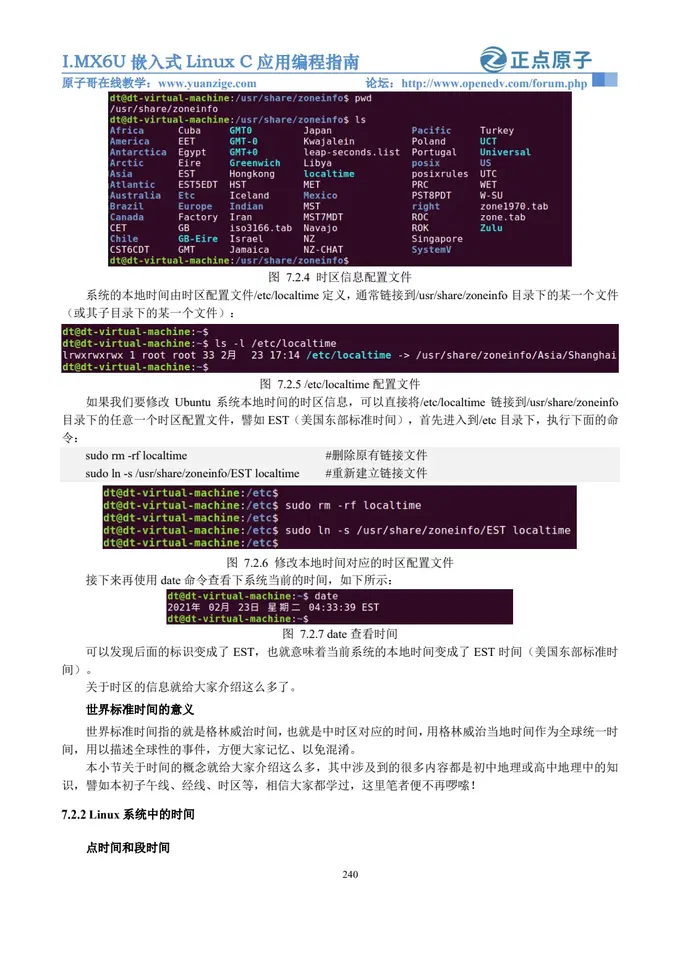 I.MX6U 嵌入式 Linux C 应用编程指南
正点原子
原子哥在线教学：www.yuanzige.com 论坛：http://www.openedv.com/forum.php
dt@dt-virtual-machine:/usr/share/zoneinfo$ pwd
/usr/share/zoneinfo
dt@dt-virtual-machine:/usr/share/zoneinfo$ ls
Africa Cuba GMT0 Japan Pacific Turkey
America EET GMT-0 Kwajalein Poland UCT
Antarctica Egypt GMT+0 leap-seconds.list Portugal Universal
Arctic Eire Greenwich Libya posix US
Asia EST Hongkong localtime posixrules UTC
Atlantic EST5EDT HST MET PRC WET
Australia Etc Iceland Mexico PST8PDT W-SU
Brazil Europe Indian MST right zone1970.tab
Canada Factory Iran MST7MDT ROC zone.tab
CET GB iso3166.tab Navajo ROK Zulu
Chile GB-Eire Israel NZ Singapore
CST6CDT GMT Jamaica NZ-CHAT SystemV
dt@dt-virtual-machine:/usr/share/zoneinfo$
图 7.2.4 时区信息配置文件
系统的本地时间由时区配置文件/etc/localtime 定义，通常链接到/usr/share/zoneinfo 目录下的某一个文件
（或其子目录下的某一个文件）：
dt@dt-virtual-machine:~$
dt@dt-virtual-machine:~$ ls -l /etc/localtime
lrwxrwxrwx 1 root root 33 2月 23 17:14 /etc/localtime -> /usr/share/zoneinfo/Asia/Shanghai
dt@dt-virtual-machine:~$
图 7.2.5 /etc/localtime 配置文件
如果我们要修改 Ubuntu 系统本地时间的时区信息，可以直接将/etc/localtime 链接到/usr/share/zoneinfo
目录下的任意一个时区配置文件，譬如 EST（美国东部标准时间），首先进入到/etc 目录下，执行下面的命
令：
sudo rm -rf localtime #删除原有链接文件
sudo ln -s /usr/share/zoneinfo/EST localtime #重新建立链接文件
dt@dt-virtual-machine:/etc$
dt@dt-virtual-machine:/etc$ sudo rm -rf localtime
dt@dt-virtual-machine:/etc$
dt@dt-virtual-machine:/etc$ sudo ln -s /usr/share/zoneinfo/EST localtime
dt@dt-virtual-machine:/etc$
图 7.2.6 修改本地时间对应的时区配置文件
接下来再使用 date 命令查看下系统当前的时间，如下所示：
dt@dt-virtual-machine:~$ date
2021年 02月 23日 星期二 04:33:39 EST
dt@dt-virtual-machine:~$
图 7.2.7 date 查看时间
可以发现后面的标识变成了 EST，也就意味着当前系统的本地时间变成了 EST 时间（美国东部标准时
间）。
关于时区的信息就给大家介绍这么多了。
世界标准时间的意义
世界标准时间指的就是格林威治时间，也就是中时区对应的时间，用格林威治当地时间作为全球统一时
间，用以描述全球性的事件，方便大家记忆、以免混淆。
本小节关于时间的概念就给大家介绍这么多，其中涉及到的很多内容都是初中地理或高中地理中的知
识，譬如本初子午线、经线、时区等，相信大家都学过，这里笔者便不再啰嗦！
7.2.2 Linux 系统中的时间
点时间和段时间
240